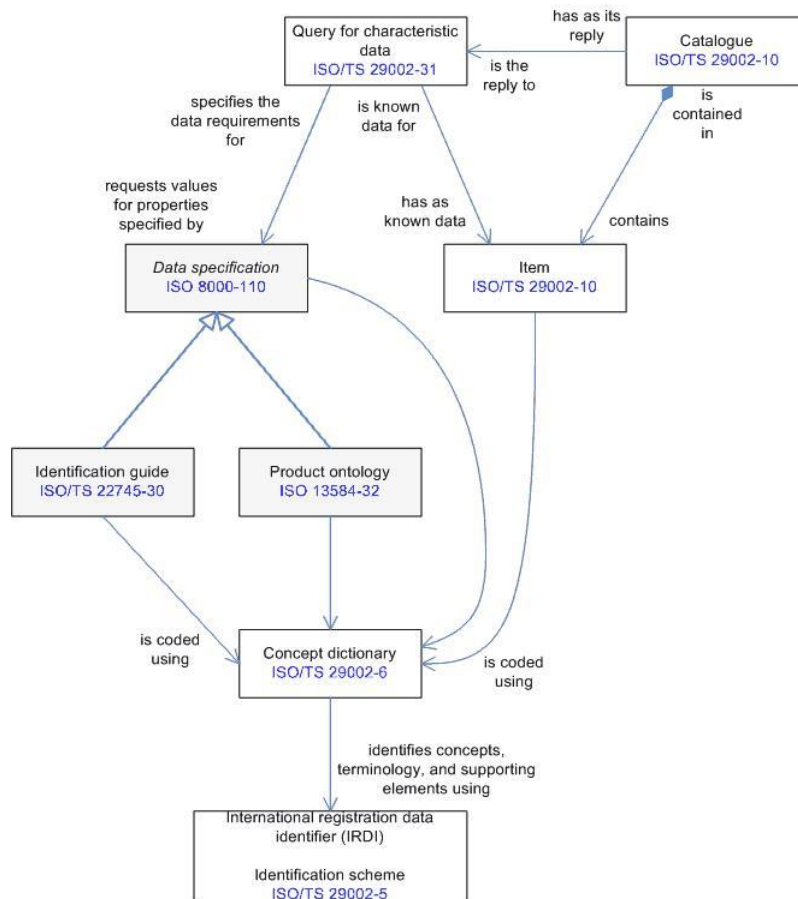 Query for characteristic
data
ISO/TS 29002-31
has as its
reply
is the
reply to
Catalogue
ISO/TS 29002-10
specifies the
data requirements
for
is known
data for
is
contained
in
requests values
for properties
specified by
has as
known data
contains
Data specification
ISO 8000-110
Item
ISO/TS 29002-10
Identification guide
ISO/TS 22745-30
Product ontology
ISO 13584-32
is coded
using
Concept dictionary
ISO/TS 29002-6
is coded
using
identifies concepts,
terminology, and supporting
elements using
International registration data
identifier (IRDI)
Identification scheme
ISO/TS 29002-5